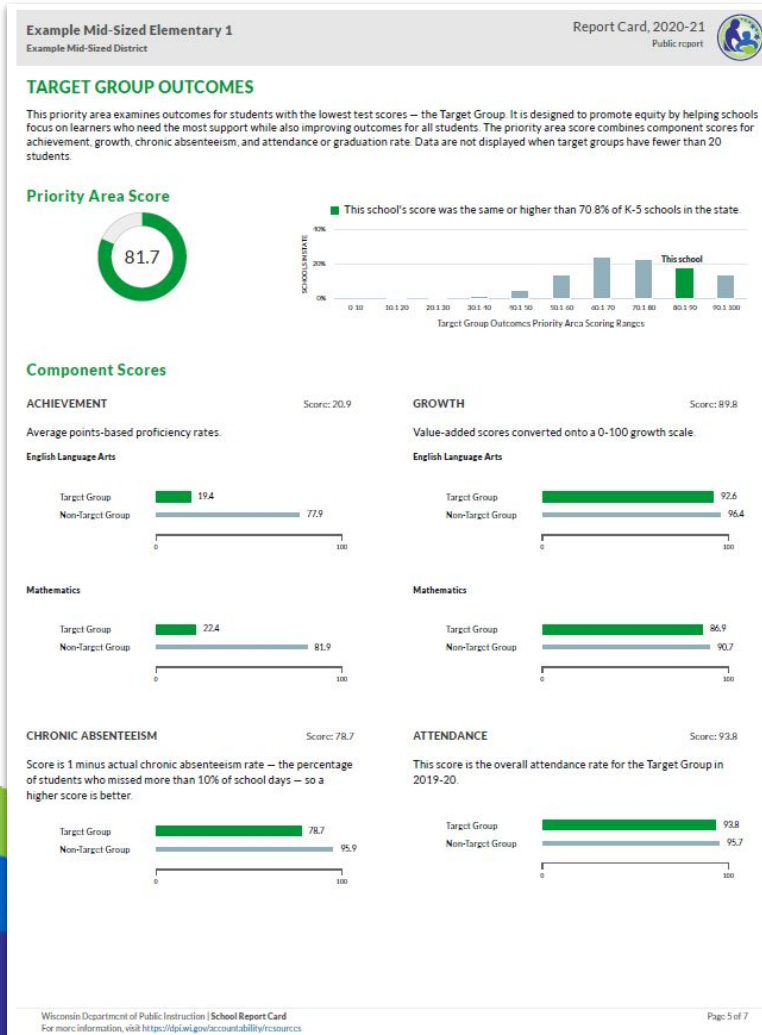 Example Mid-Sized Elementary 1
Example Mid-Sized District
Report Card, 2020-21
Public report
TARGET GROUP OUTCOMES
This priority area examines outcomes for students with the lowest test scores — the Target Group. It is designed to promote equity by helping schools
focus on learners who need the most support while also improving outcomes for all students. The priority area score combines component scores for
achievement, growth, chronic absenteeism, and attendance or graduation rate. Data are not displayed when target groups have fewer than 20
students.
Priority Area Score
81.7
This school's score was the same or higher than 70.8% of K-5 schools in the state.
SCHOOLS IN STATE
40%
20%
0%
This school
0-10 10.1-20 20.1-30 30.1-40 40.1-50 50.1-60 60.1-70 70.1-80 80.1-90 90.1-100
Target Group Outcomes Priority Area Scoring Ranges
Component Scores
ACHIEVEMENT Score: 20.9
Average points-based proficiency rates.
English Language Arts
Target Group 19.4
Non-Target Group 77.9
0 100
Mathematics
Target Group 22.4
Non-Target Group 81.9
0 100
GROWTH Score: 89.8
Value-added scores converted onto a 0-100 growth scale.
English Language Arts
Target Group 92.6
Non-Target Group 96.4
0 100
Mathematics
Target Group 86.9
Non-Target Group 90.7
0 100
CHRONIC ABSENTEEISM Score: 78.7
Score is 1 minus actual chronic absenteeism rate — the percentage
of students who missed more than 10% of school days — so a
higher score is better.
Target Group 78.7
Non-Target Group 95.9
0 100
ATTENDANCE Score: 93.8
This score is the overall attendance rate for the Target Group in
2019-20.
Target Group 93.8
Non-Target Group 95.7
0 100
Wisconsin Department of Public Instruction | School Report Card
For more information, visit https://dpi.wi.gov/accountability/resources
Page 5 of 7